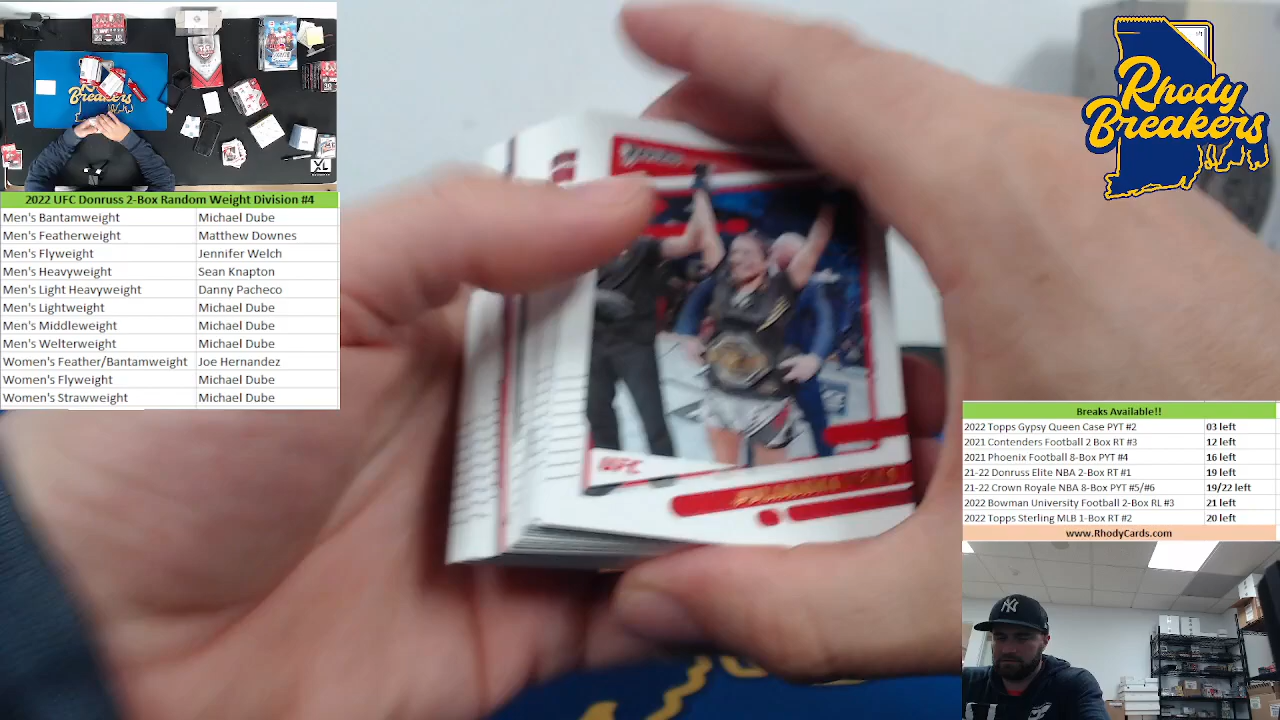 2022 UFC Donruss 2-Box Random Weight Division #4
Men's Bantamweight Michael Dube
Men's Featherweight Matthew Downes
Men's Flyweight Jennifer Welch
Men's Heavyweight Sean Knapton
Men's Light Heavyweight Danny Pacheco
Men's Lightweight Michael Dube
Men's Middleweight Michael Dube
Men's Welterweight Michael Dube
Women's Feather/Bantamweight Joe Hernandez
Women's Flyweight Michael Dube
Women's Strawweight Michael Dube
XL
Breakers
UFC
Rhody
Breakers
1/1
Breaks Available!!
2022 Topps Gypsy Queen Case PYT #2 03 left
2021 Contenders Football 2 Box RT #3 12 left
2021 Phoenix Football 8-Box PYT #4 16 left
21-22 Donruss Elite NBA 2-Box RT #1 19 left
21-22 Crown Royale NBA 8-Box PYT #5/#6 19/22 left
2022 Bowman University Football 2-Box RL #3 21 left
2022 Topps Sterling MLB 1-Box RT #2 20 left
www.RhodyCards.com
NY